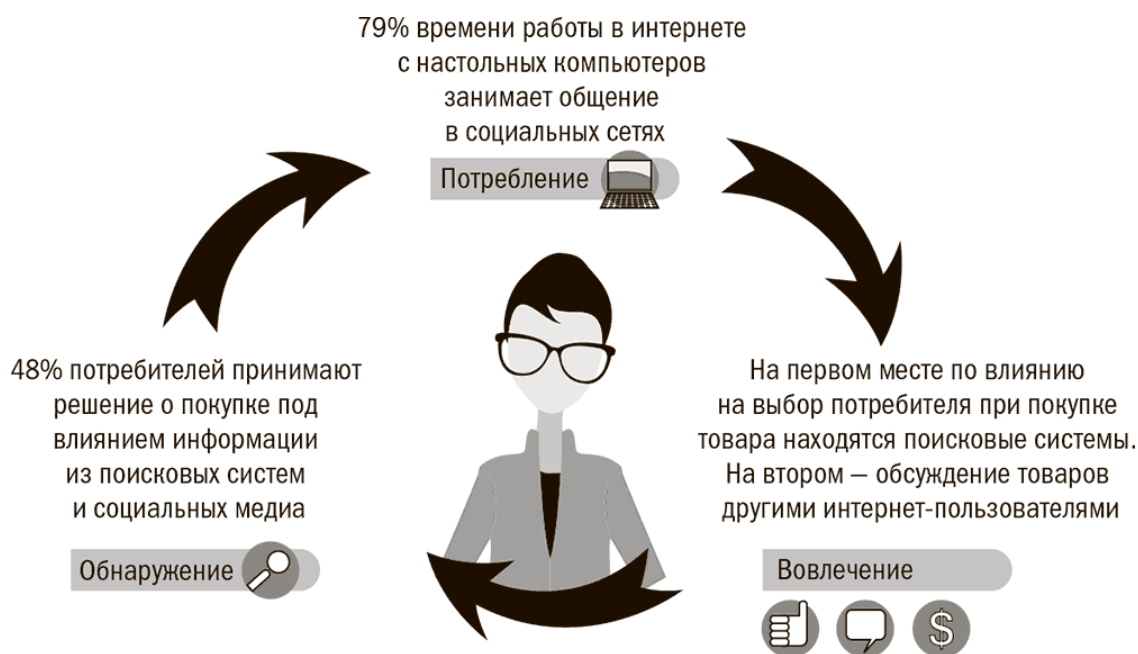 79% времени работы в интернете
с настольных компьютеров
занимает общение
в социальных сетях
Потребление
48% потребителей принимают
решение о покупке под
влиянием информации
из поисковых систем
и социальных медиа
Обнаружение
На первом месте по влиянию
на выбор потребителя при покупке
товара находятся поисковые системы.
На втором — обсуждение товаров
другими интернет-пользователями
Вовлечение
$